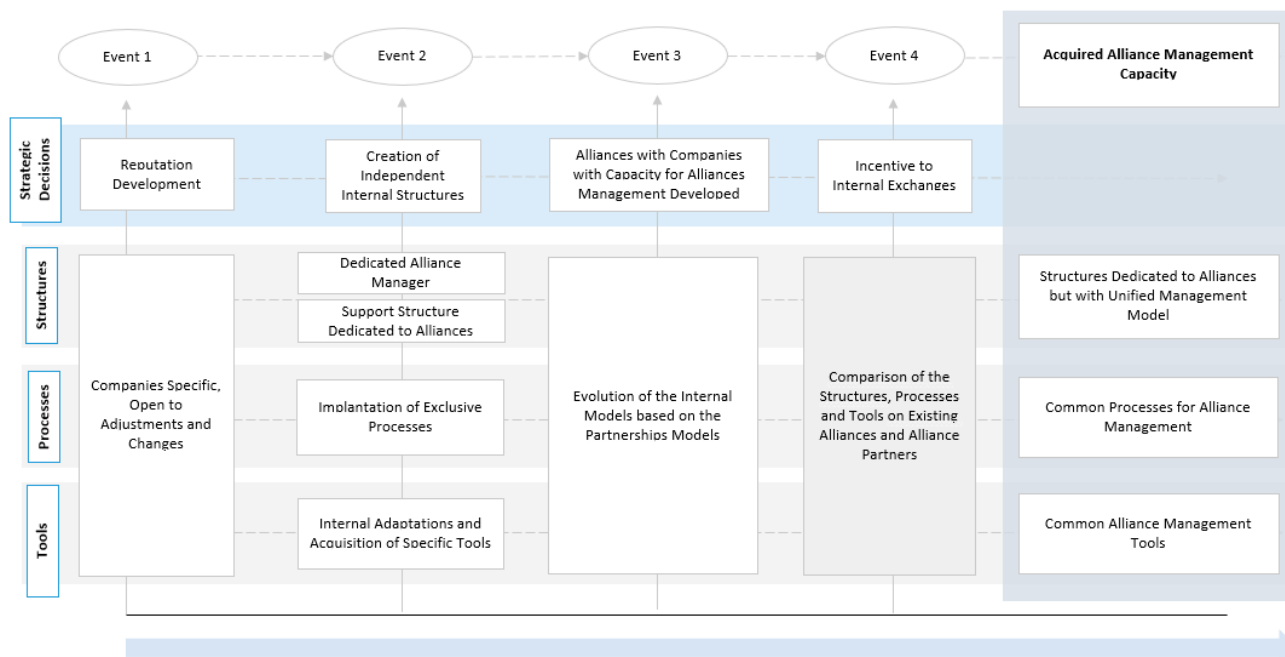 Event 1
Event 2
Event 3
Event 4
Acquired Alliance Management
Capacity
Strategic
Decisions
Reputation
Development
Creation of
Independent
Internal Structures
Alliances with Companies
with Capacity for Alliances
Management Developed
Incentive to
Internal Exchanges
Structures
Dedicated Alliance
Manager
Support Structure
Dedicated to Alliances
Structures Dedicated to Alliances
but with Unified Management
Model
Processes
Companies Specific,
Open to
Adjustments and
Changes
Implantation of Exclusive
Processes
Evolution of the Internal
Models based on the
Partnerships Models
Comparison of the
Structures, Processes
and Tools on Existing
Alliances and Alliance
Partners
Common Processes for Alliance
Management
Tools
Internal Adaptations and
Acquisition of Specific Tools
Common Alliance Management
Tools